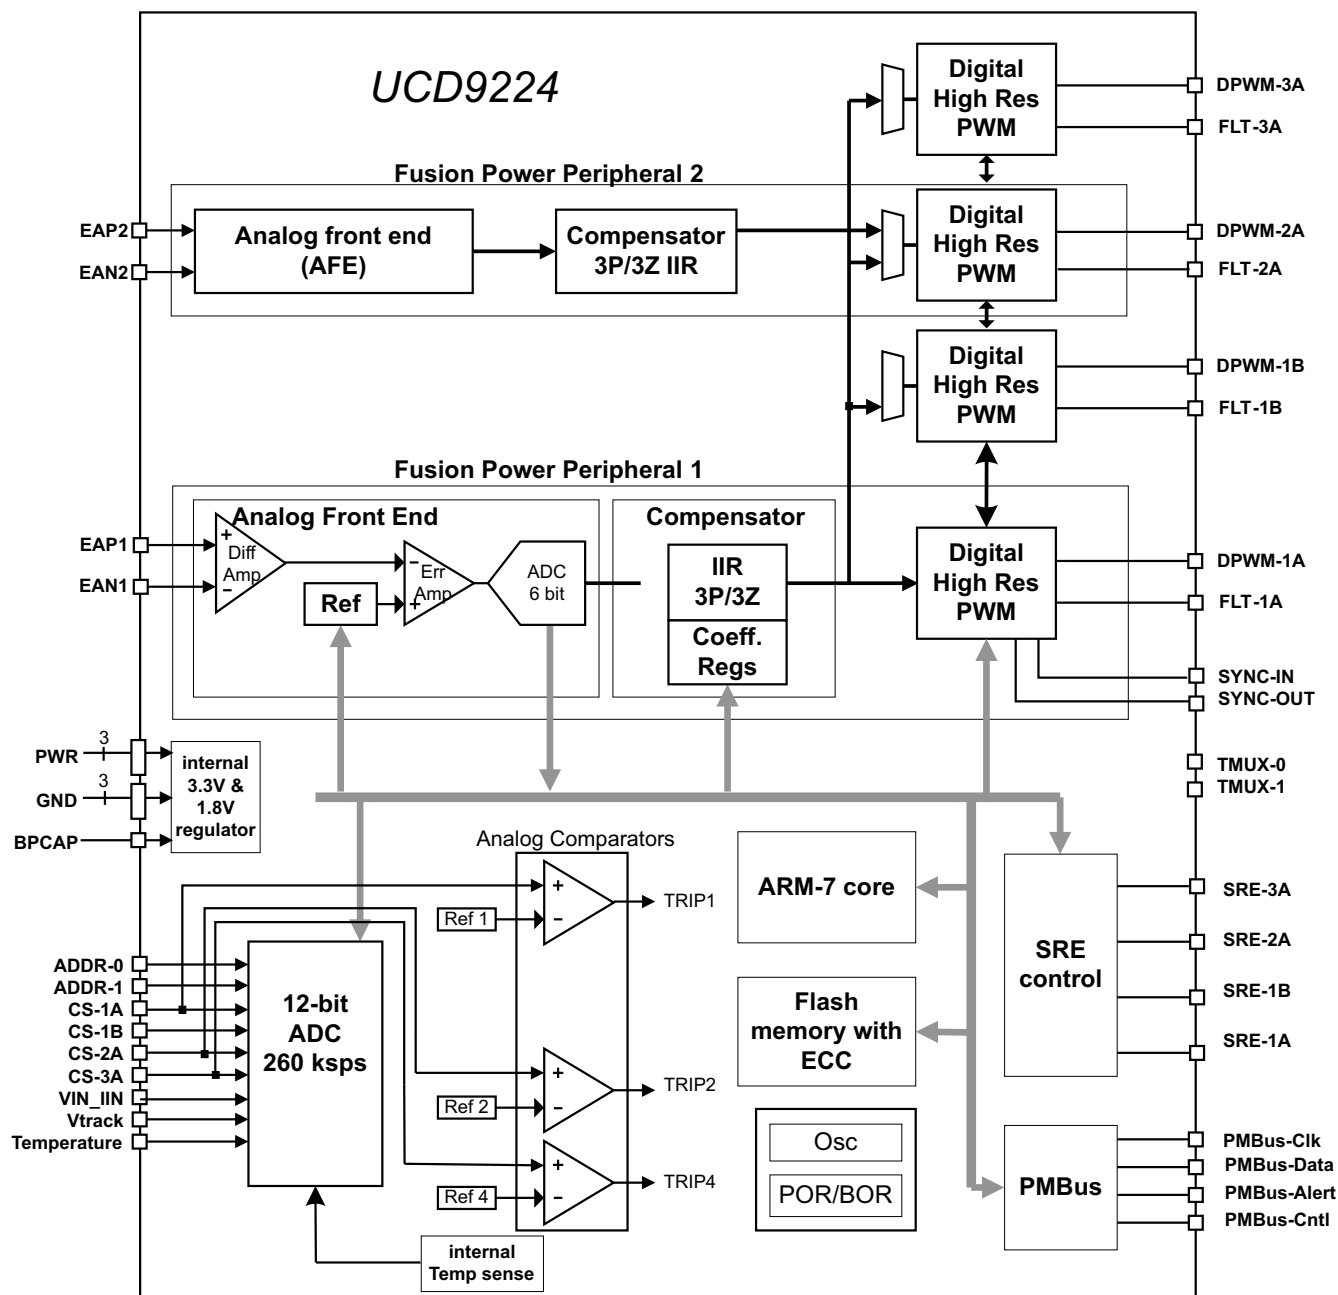 UCD9224
Digital
High Res
PWM
DPWM-3A
FLT-3A
Fusion Power Peripheral 2
EAP2
EAN2
Analog front end
(AFE)
Compensator
3P/3Z IIR
Digital
High Res
PWM
DPWM-2A
FLT-2A
Digital
High Res
PWM
DPWM-1B
FLT-1B
Fusion Power Peripheral 1
Analog Front End
Compensator
EAP1
EAN1
+
Diff
Amp
−
Ref
−
Err
Amp
+
ADC
6 bit
IIR
3P/3Z
Coeff.
Regs
Digital
High Res
PWM
DPWM-1A
FLT-1A
SYNC-IN
SYNC-OUT
TMUX-0
TMUX-1
PWR
3
GND
3
BPCAP
internal
3.3V &
1.8V
regulator
Analog Comparators
+
−
Ref 1
TRIP1
+
−
Ref 2
TRIP2
+
−
Ref 4
TRIP4
ADDR-0
ADDR-1
CS-1A
CS-1B
CS-2A
CS-3A
VIN_IIN
Vtrack
Temperature
12-bit
ADC
260 ksps
internal
Temp sense
ARM-7 core
Flash
memory with
ECC
Osc
POR/BOR
SRE
control
SRE-3A
SRE-2A
SRE-1B
SRE-1A
PMBus
PMBus-Clk
PMBus-Data
PMBus-Alert
PMBus-Cntl